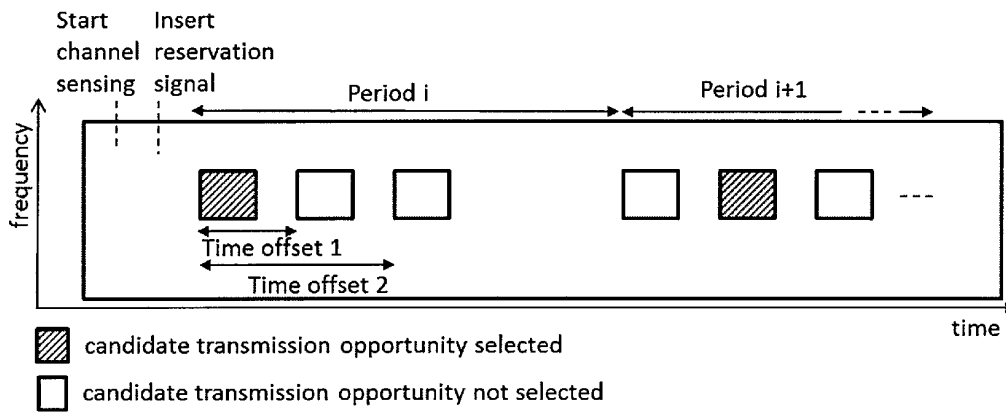 Start
channel
sensing
Insert
reservation
signal
Period i
Period i+1
frequency
Time offset 1
Time offset 2
time
candidate transmission opportunity selected
candidate transmission opportunity not selected